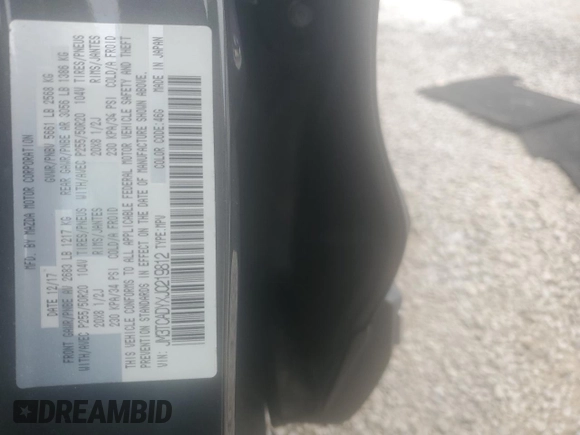 MFD. BY MAZDA MOTOR CORPORATION
12/17 GVWR/PNBV 5661 LB 2568 KG
FRONT GAWR/PNBE AV 2683 LB 1217 KG REAR GAWR/PNBE AR 3056 LB 1386 KG
WITH/AVEC P255/50R20 104V TIRES/PNEUS WITH/AVEC P255/50R20 104V TIRES/PNEUS
20X8 1/2J RIMS/JANTES 20X8 1/2J RIMS/JANTES
230 KPA/34 PSI COLD/A FROID 230 KPA/34 PSI COLD/A FROID
THIS VEHICLE CONFORMS TO ALL APPLICABLE FEDERAL MOTOR VEHICLE SAFETY AND THEFT
PREVENTION STANDARDS IN EFFECT ON THE DATE OF MANUFACTURE SHOWN ABOVE.
COLOR CODE:46G MADE IN JAPAN
VIN: JM3TCADYXJ0219812 TYPE:MPV
DREAMBID